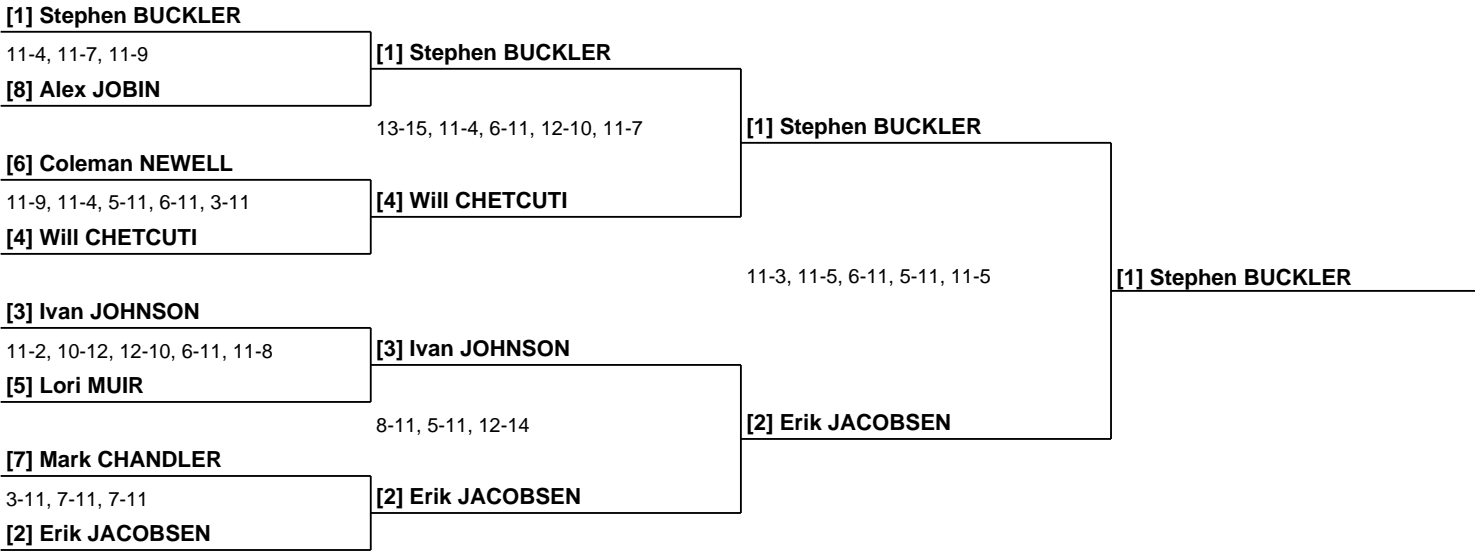 [1] Stephen BUCKLER
11-4, 11-7, 11-9
[1] Stephen BUCKLER
[8] Alex JOBIN
13-15, 11-4, 6-11, 12-10, 11-7
[1] Stephen BUCKLER
[6] Coleman NEWELL
11-9, 11-4, 5-11, 6-11, 3-11
[4] Will CHETCUTI
[4] Will CHETCUTI
11-3, 11-5, 6-11, 5-11, 11-5
[1] Stephen BUCKLER
[3] Ivan JOHNSON
11-2, 10-12, 12-10, 6-11, 11-8
[3] Ivan JOHNSON
[5] Lori MUIR
8-11, 5-11, 12-14
[2] Erik JACOBSEN
[7] Mark CHANDLER
3-11, 7-11, 7-11
[2] Erik JACOBSEN
[2] Erik JACOBSEN